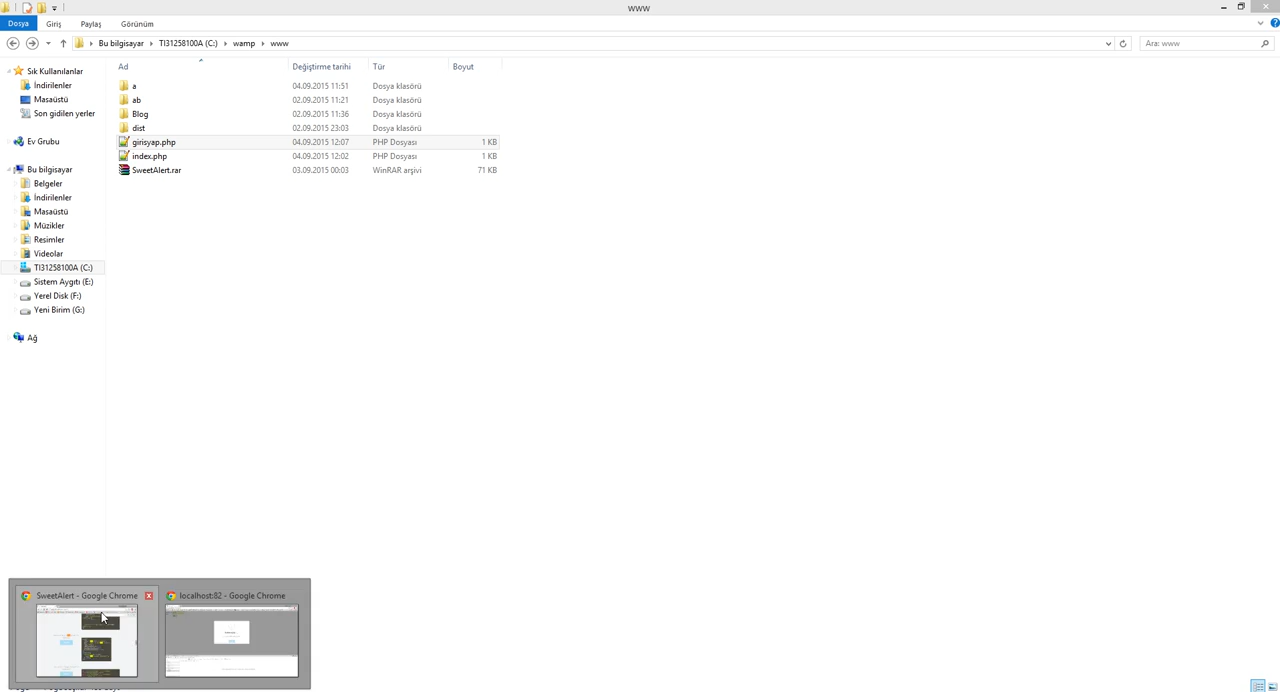 www
Dosya Giriş Paylaş Görünüm
Bu bilgisayar TI31258100A (C:) wamp www
Ara: www
Ad Değiştirme tarihi Tür Boyut
Sık Kullanılanlar
İndirilenler
Masaüstü
Son gidilen yerler
Ev Grubu
Bu bilgisayar
Belgeler
İndirilenler
Masaüstü
Müzikler
Resimler
Videolar
TI31258100A (C:)
Sistem Aygıtı (E:)
Yerel Disk (F:)
Yeni Birim (G:)
Ağ
a 04.09.2015 11:51 Dosya klasörü
ab 02.09.2015 11:21 Dosya klasörü
Blog 02.09.2015 11:36 Dosya klasörü
dist 02.09.2015 23:03 Dosya klasörü
girisyap.php 04.09.2015 12:07 PHP Dosyası 1 KB
index.php 04.09.2015 12:02 PHP Dosyası 1 KB
SweetAlert.rar 03.09.2015 00:03 WinRAR arşivi 71 KB
SweetAlert - Google Chrome
localhost:82 - Google Chrome